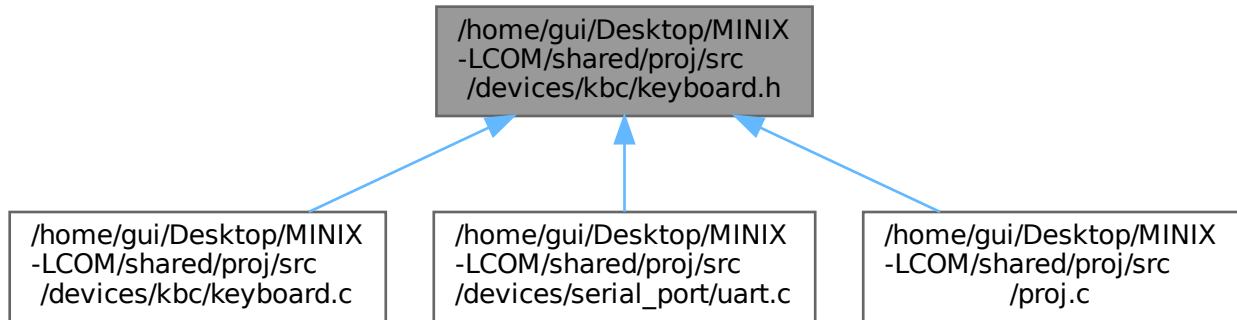 /home/gui/Desktop/MINIX
-LCOM/shared/proj/src
/devices/kbc/keyboard.h
/home/gui/Desktop/MINIX
-LCOM/shared/proj/src
/devices/kbc/keyboard.c
/home/gui/Desktop/MINIX
-LCOM/shared/proj/src
/devices/serial_port/uart.c
/home/gui/Desktop/MINIX
-LCOM/shared/proj/src
/proj.c